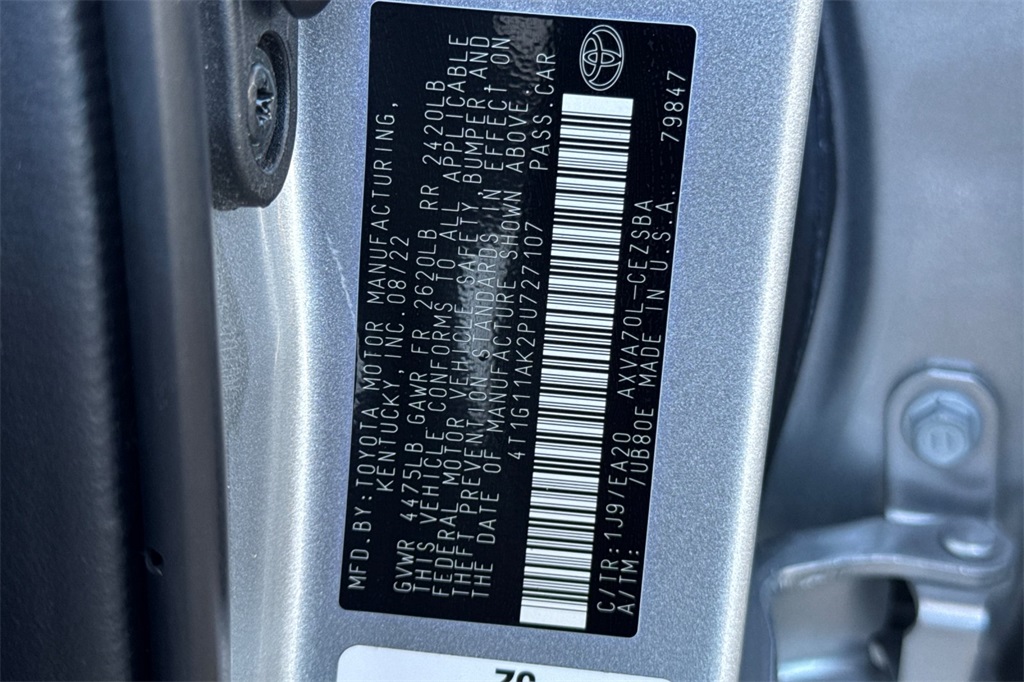 MFD.BY:TOYOTA MOTOR MANUFACTURING,
KENTUCKY,INC. 08/22
GVWR 4475LB GAWR FR 2620LB RR 2420LB
THIS VEHICLE CONFORMS TO ALL APPLICABLE
FEDERAL MOTOR VEHICLE SAFETY, BUMPER AND
THEFT PREVENTION STANDARDS IN EFFECT ON
THE DATE OF MANUFACTURE SHOWN ABOVE.
4T1G11AK2PU727107 PASS.CAR
C/TR:1J9/EA20 AXVA70L-CEZSBA
A/TM: /UB80E MADE IN U.S.A. 79847